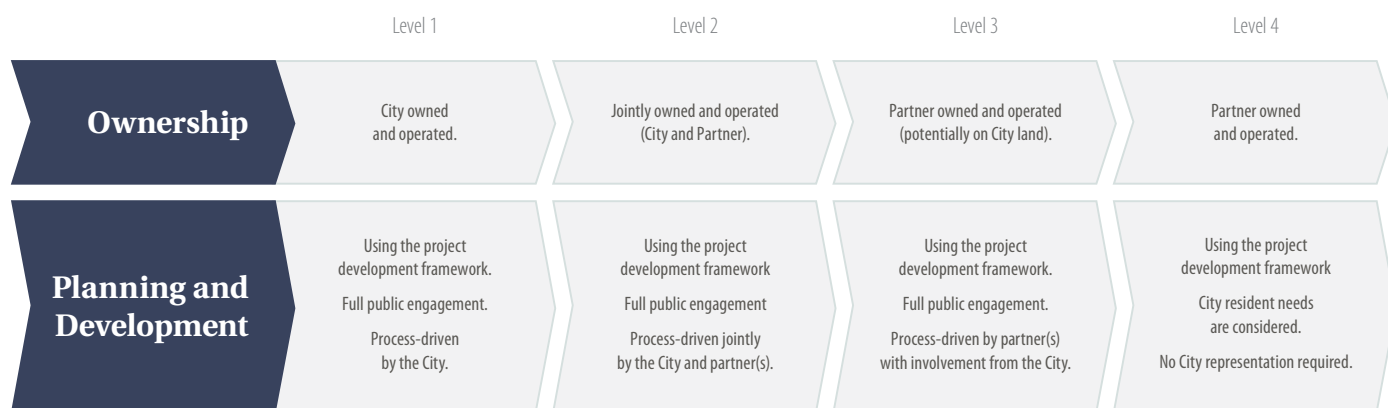 Level 1
Level 2
Level 3
Level 4
Ownership
City owned
and operated.
Jointly owned and operated
(City and Partner).
Partner owned and operated
(potentially on City land).
Partner owned
and operated.
Planning and
Development
Using the project
development framework.
Full public engagement.
Process-driven
by the City.
Using the project
development framework
Full public engagement
Process-driven jointly
by the City and partner(s).
Using the project
development framework.
Full public engagement.
Process-driven by partner(s)
with involvement from the City.
Using the project
development framework
City resident needs
are considered.
No City representation required.